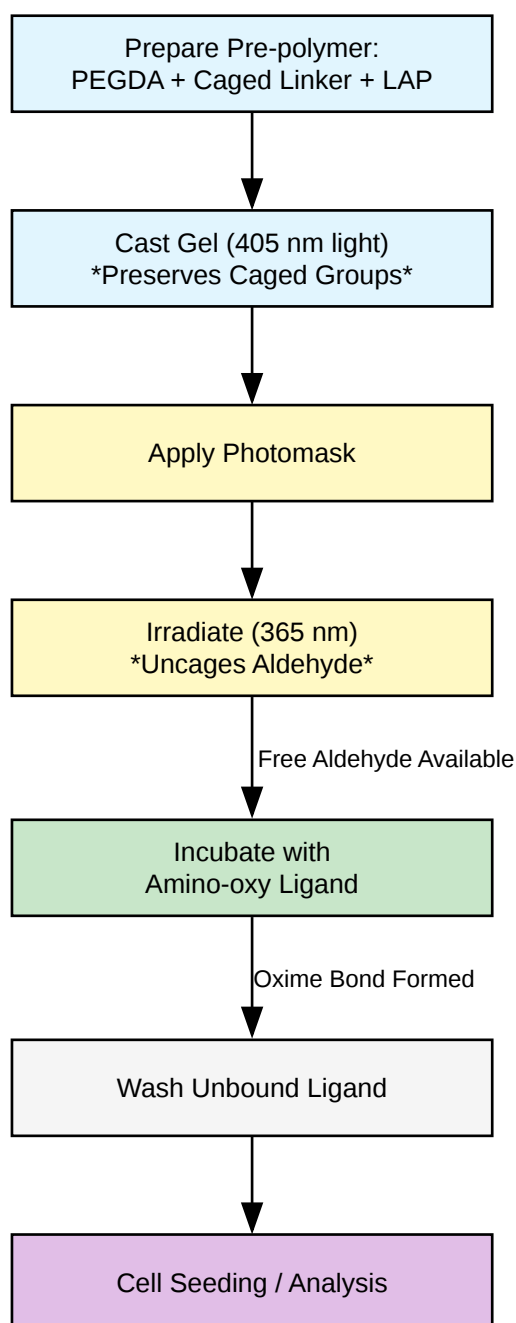 Prepare Pre-polymer:
PEGDA + Caged Linker + LAP
Cast Gel (405 nm light)
*Preserves Caged Groups*
Apply Photomask
Irradiate (365 nm)
*Uncages Aldehyde*
Free Aldehyde Available
Incubate with
Amino-oxy Ligand
Oxime Bond Formed
Wash Unbound Ligand
Cell Seeding / Analysis